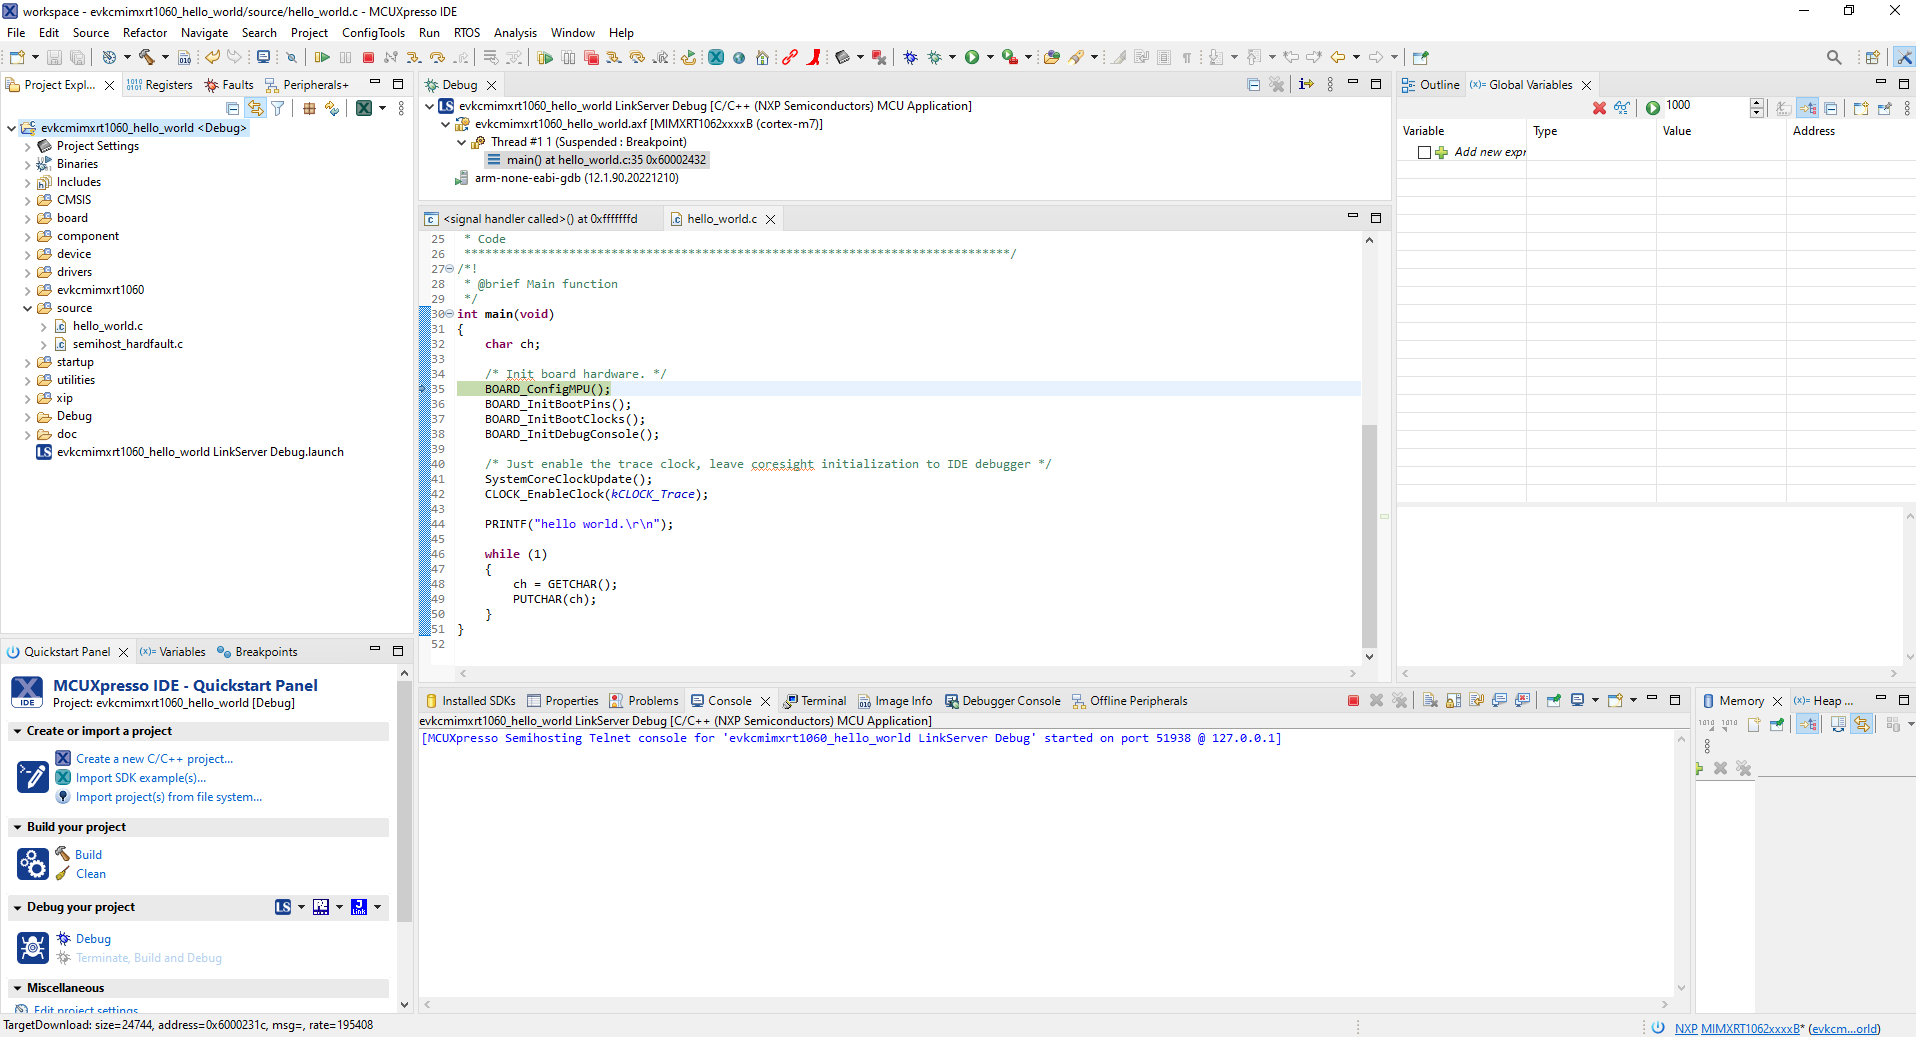 workspace - evkcmimxrt1060_hello_world/source/hello_world.c - MCUXpresso IDE
File Edit Source Refactor Navigate Search Project ConfigTools Run RTOS Analysis Window Help
Project Expl... Registers Faults Peripherals+
evkcmimxrt1060_hello_world <Debug>
Project Settings
Binaries
Includes
CMSIS
board
component
device
drivers
evkcmimxrt1060
source
hello_world.c
semihost_hardfault.c
startup
utilities
xip
Debug
doc
evkcmimxrt1060_hello_world LinkServer Debug.launch
Debug
evkcmimxrt1060_hello_world LinkServer Debug [C/C++ (NXP Semiconductors) MCU Application]
evkcmimxrt1060_hello_world.axf [MIMXRT1062xxxxB (cortex-m7)]
Thread #1 1 (Suspended : Breakpoint)
main() at hello_world.c:35 0x60002432
arm-none-eabi-gdb (12.1.90.20221210)
<signal handler called>() at 0xfffffffd hello_world.c
25 * Code
26 ******************************************************************************/
27 /*!
28 * @brief Main function
29 */
30 int main(void)
31 {
32 char ch;
33
34 /* Init board hardware. */
35 BOARD_ConfigMPU();
36 BOARD_InitBootPins();
37 BOARD_InitBootClocks();
38 BOARD_InitDebugConsole();
39
40 /* Just enable the trace clock, leave coresight initialization to IDE debugger */
41 SystemCoreClockUpdate();
42 CLOCK_EnableClock(kCLOCK_Trace);
43
44 PRINTF("hello world.\r\n");
45
46 while (1)
47 {
48 ch = GETCHAR();
49 PUTCHAR(ch);
50 }
51 }
52
Outline (x)= Global Variables
1000
Variable Type Value Address
Add new expr
Quickstart Panel (x)= Variables Breakpoints
IDE
MCUXpresso IDE - Quickstart Panel
Project: evkcmimxrt1060_hello_world [Debug]
Create or import a project
Create a new C/C++ project...
Import SDK example(s)...
Import project(s) from file system...
Build your project
Build
Clean
Debug your project LS
Debug
Terminate, Build and Debug
Miscellaneous
Edit project settings
Installed SDKs Properties Problems Console Terminal Image Info Debugger Console Offline Peripherals
evkcmimxrt1060_hello_world LinkServer Debug [C/C++ (NXP Semiconductors) MCU Application]
[MCUXpresso Semihosting Telnet console for 'evkcmimxrt1060_hello_world LinkServer Debug' started on port 51938 @ 127.0.0.1]
Memory (x)= Heap ...
TargetDownload: size=24744, address=0x6000231c, msg=, rate=195408
NXP MIMXRT1062xxxxB* (evkcm...orld)